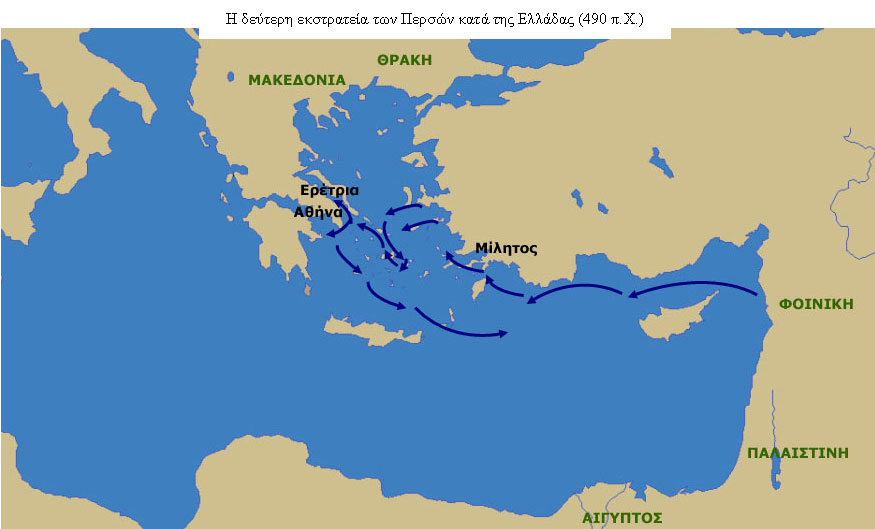 Η δεύτερη εκστρατεία των Περσών κατά της Ελλάδας (490 π.Χ.)
ΘΡΑΚΗ
ΜΑΚΕΔΟΝΙΑ
Ερέτρια
Αθήνα
Μίλητος
ΦΟΙΝΙΚΗ
ΠΑΛΑΙΣΤΙΝΗ
ΑΙΓΥΠΤΟΣ